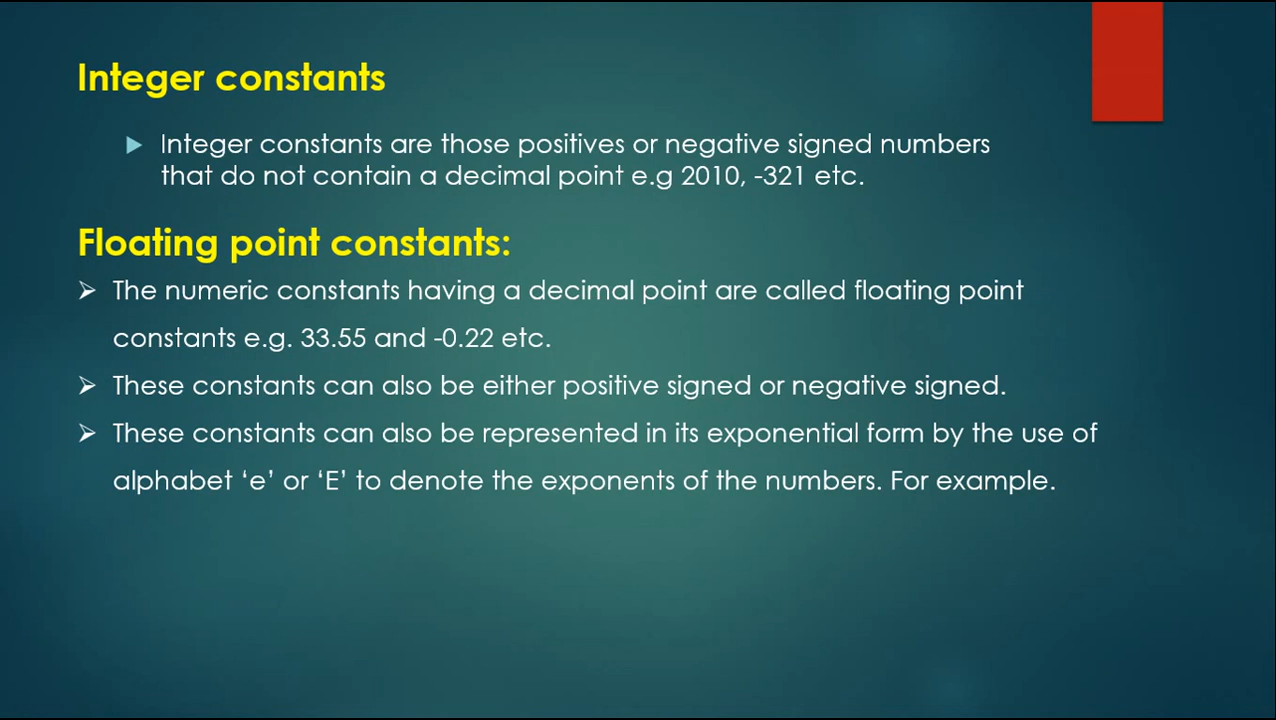 Integer constants
Integer constants are those positives or negative signed numbers
that do not contain a decimal point e.g 2010, -321 etc.
Floating point constants:
The numeric constants having a decimal point are called floating point
constants e.g. 33.55 and -0.22 etc.
These constants can also be either positive signed or negative signed.
These constants can also be represented in its exponential form by the use of
alphabet ‘e’ or ‘E’ to denote the exponents of the numbers. For example.